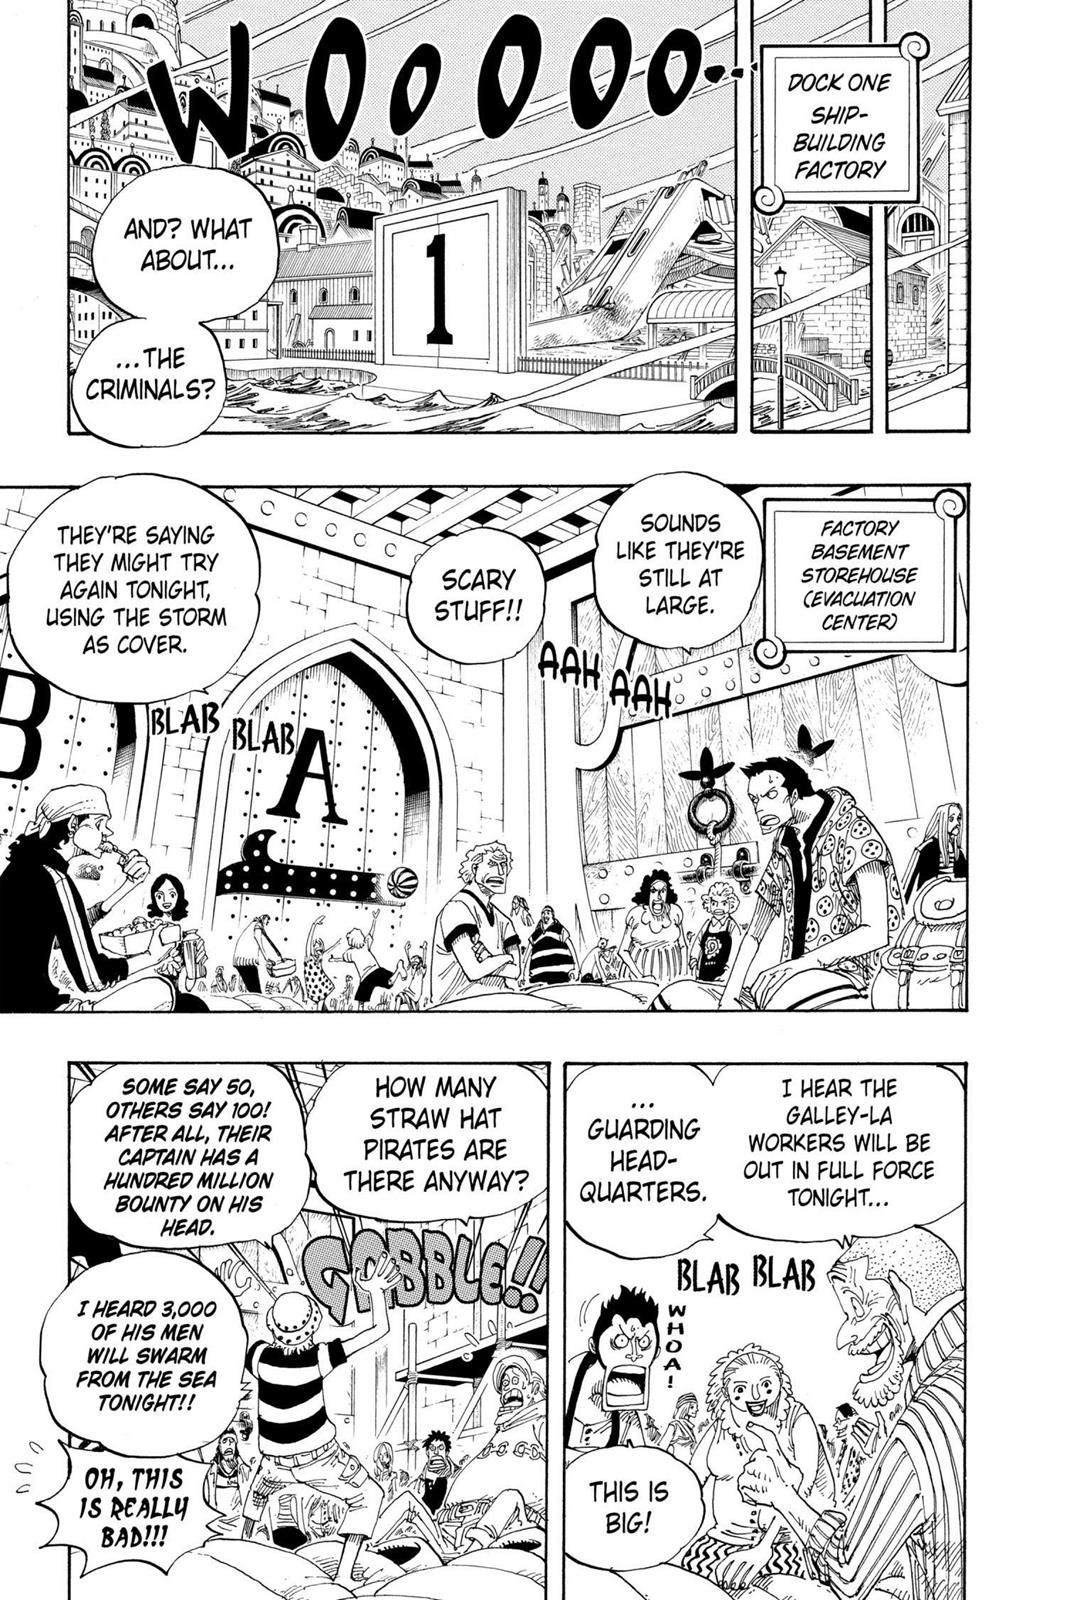 DOCK ONE
SHIP-
BUILDING
FACTORY
WOOOOO...
AND? WHAT
ABOUT...
...THE
CRIMINALS?
1
FACTORY
BASEMENT
STOREHOUSE
(EVACUATION
CENTER)
SOUNDS
LIKE THEY'RE
STILL AT
LARGE.
AAH AAH
SCARY
STUFF!!
THEY'RE SAYING
THEY MIGHT TRY
AGAIN TONIGHT,
USING THE STORM
AS COVER.
BLAB BLAB
A
B
I HEAR THE
GALLEY-LA
WORKERS WILL BE
OUT IN FULL FORCE
TONIGHT...
...
GUARDING
HEAD-
QUARTERS.
BLAB BLAB
WHOA!
THIS IS
BIG!
HOW MANY
STRAW HAT
PIRATES ARE
THERE ANYWAY?
SOME SAY 50,
OTHERS SAY 100!
AFTER ALL, THEIR
CAPTAIN HAS A
HUNDRED MILLION
BOUNTY ON HIS
HEAD.
GOBBLE!!
I HEARD 3,000
OF HIS MEN
WILL SWARM
FROM THE SEA
TONIGHT!!
OH, THIS
IS REALLY
BAD!!!